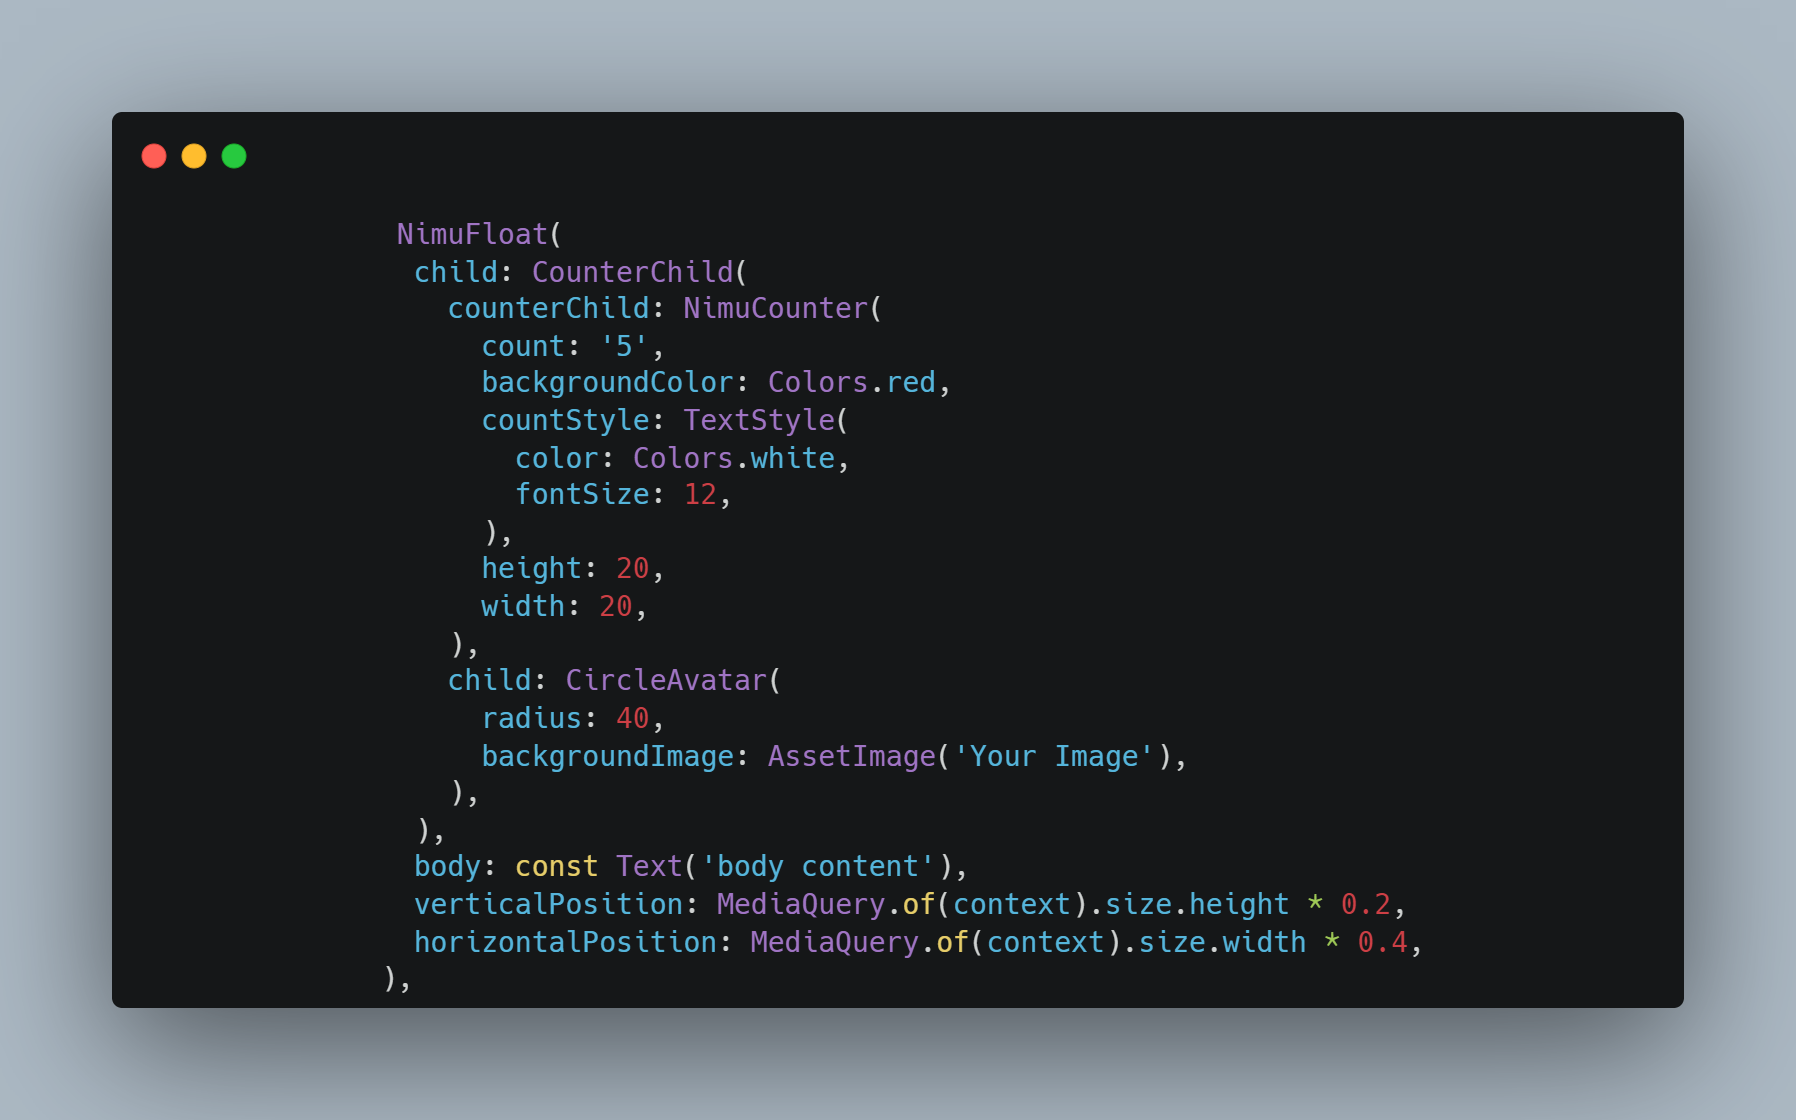 NimuFloat(
child: CounterChild(
counterChild: NimuCounter(
count: '5',
backgroundColor: Colors.red,
countStyle: TextStyle(
color: Colors.white,
fontSize: 12,
),
height: 20,
width: 20,
),
child: CircleAvatar(
radius: 40,
backgroundImage: AssetImage('Your Image'),
),
),
body: const Text('body content'),
verticalPosition: MediaQuery.of(context).size.height * 0.2,
horizontalPosition: MediaQuery.of(context).size.width * 0.4,
),